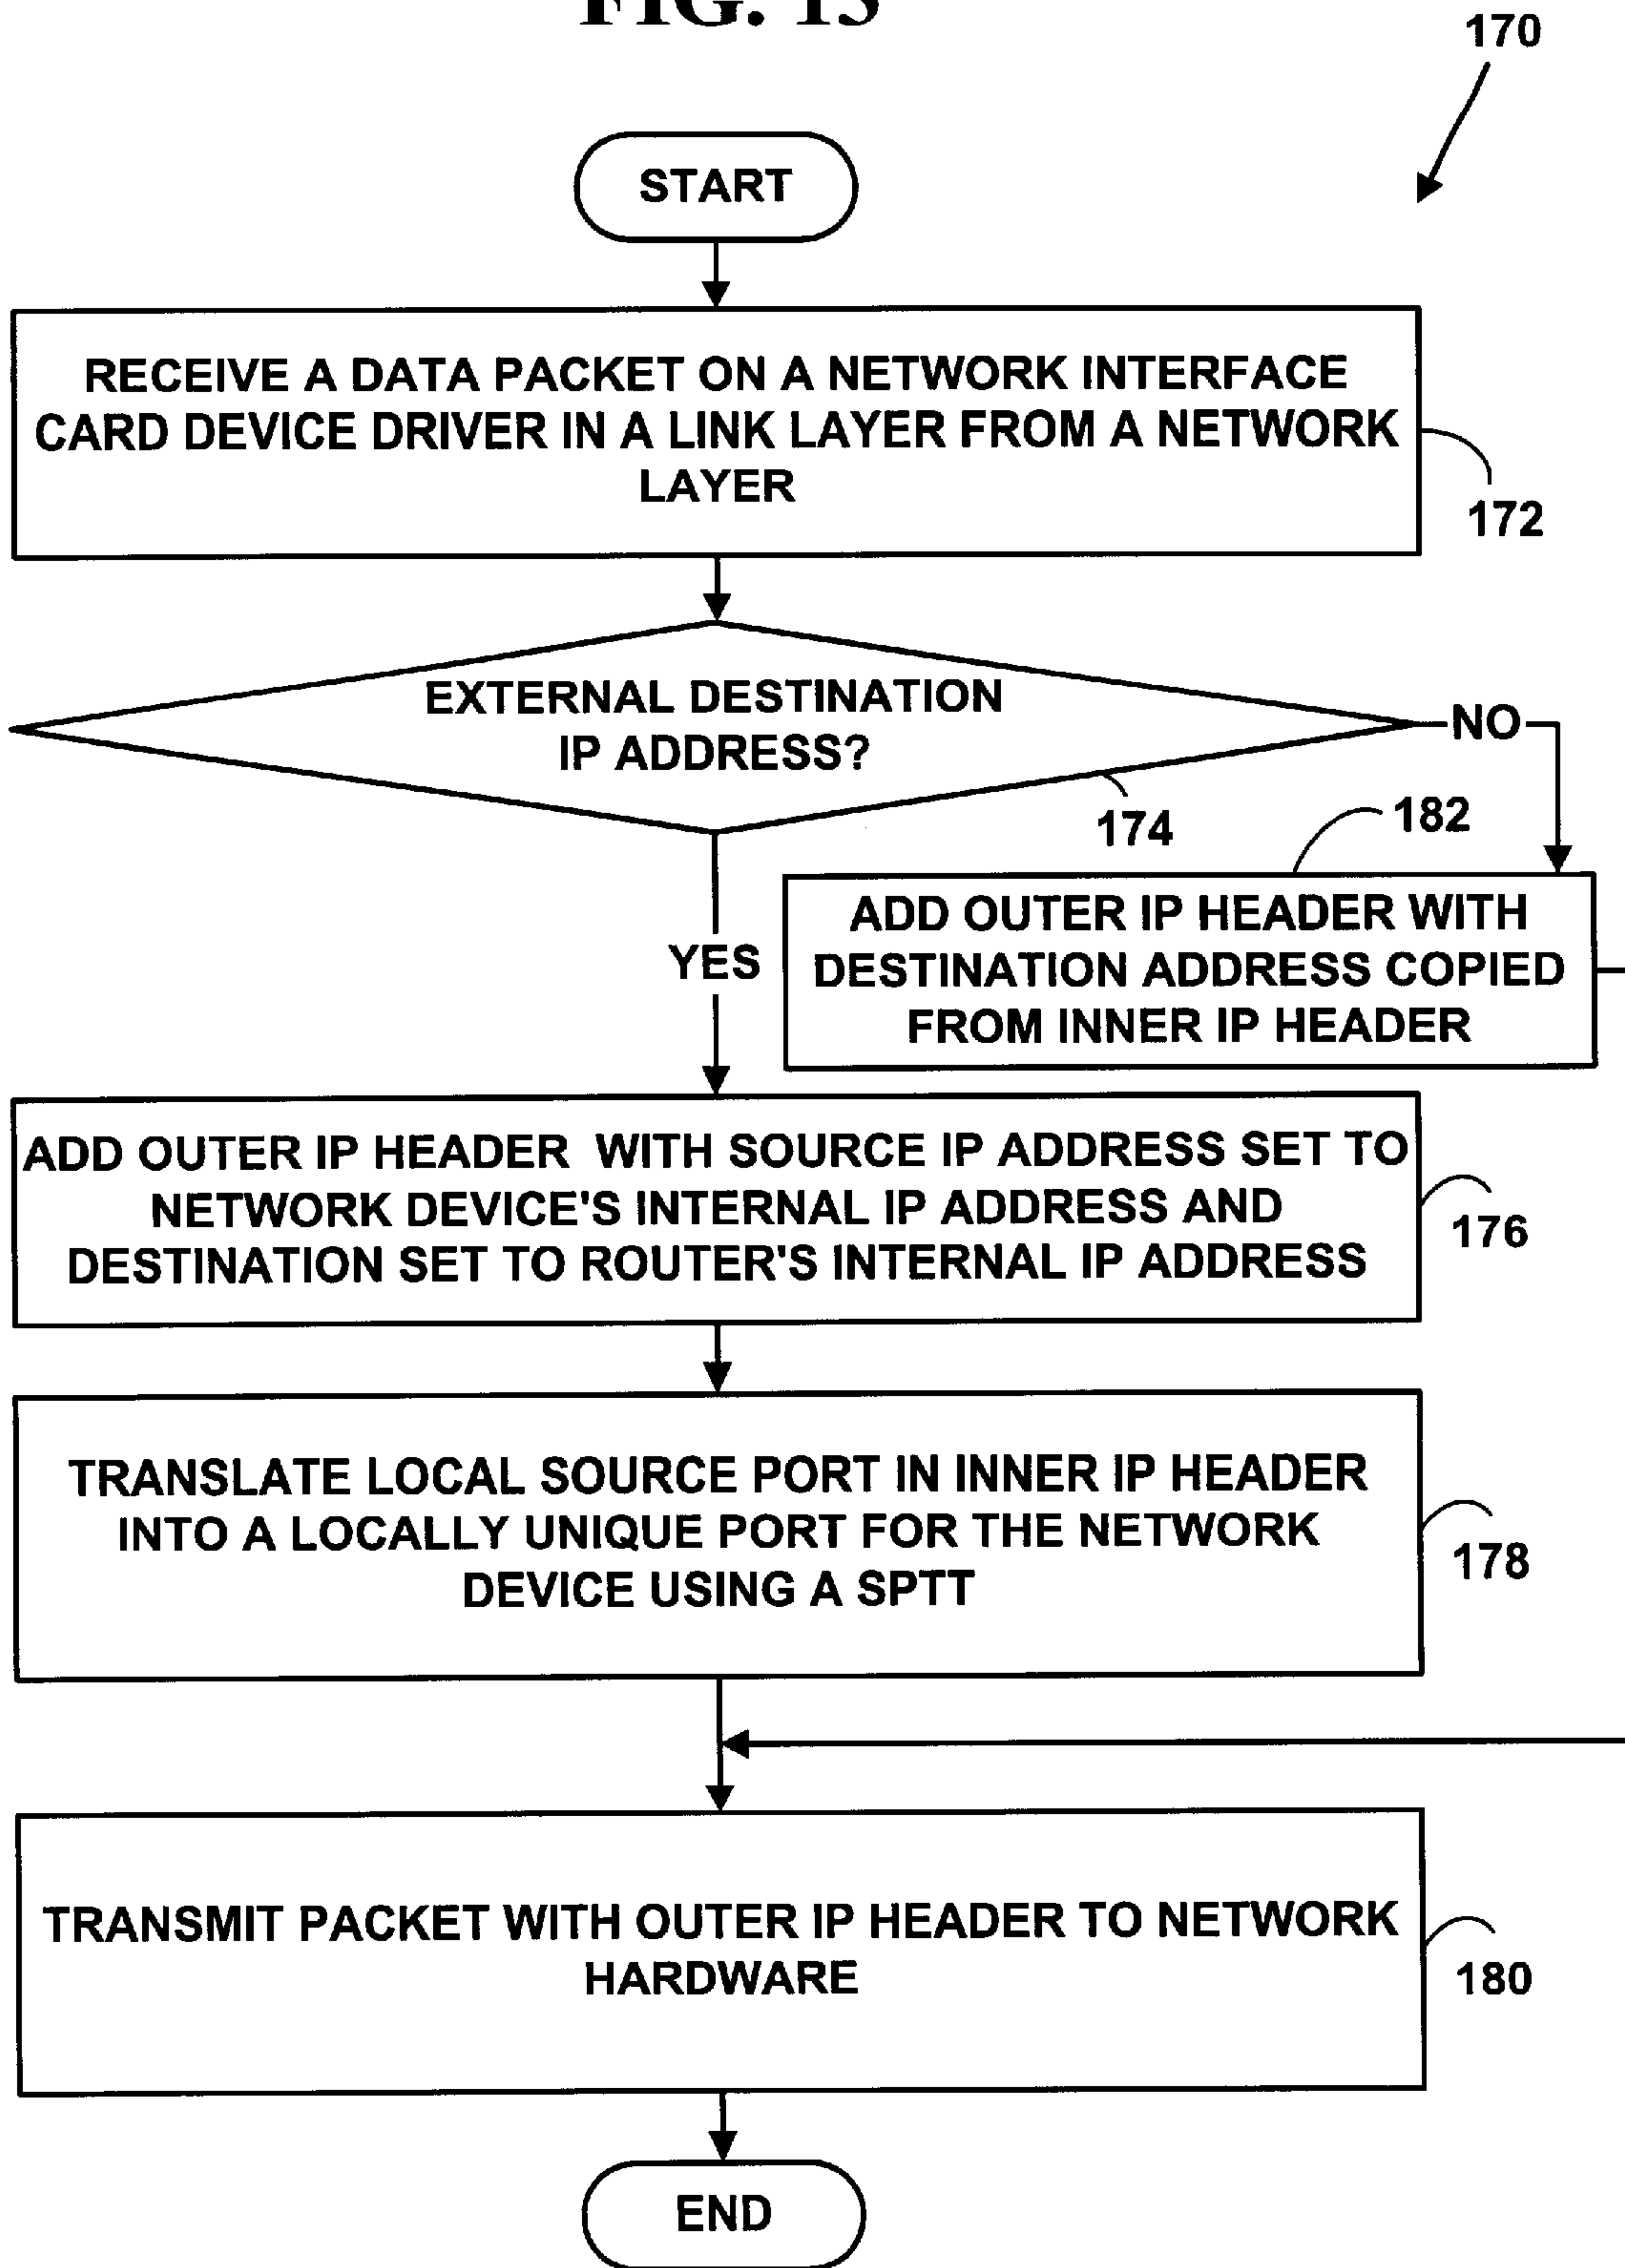 FIG. 13
170
START
RECEIVE A DATA PACKET ON A NETWORK INTERFACE
CARD DEVICE DRIVER IN A LINK LAYER FROM A NETWORK
LAYER
172
EXTERNAL DESTINATION
IP ADDRESS?
NO
174
182
YES
ADD OUTER IP HEADER WITH
DESTINATION ADDRESS COPIED
FROM INNER IP HEADER
ADD OUTER IP HEADER WITH SOURCE IP ADDRESS SET TO
NETWORK DEVICE'S INTERNAL IP ADDRESS AND
DESTINATION SET TO ROUTER'S INTERNAL IP ADDRESS
176
TRANSLATE LOCAL SOURCE PORT IN INNER IP HEADER
INTO A LOCALLY UNIQUE PORT FOR THE NETWORK
DEVICE USING A SPTT
178
TRANSMIT PACKET WITH OUTER IP HEADER TO NETWORK
HARDWARE
180
END